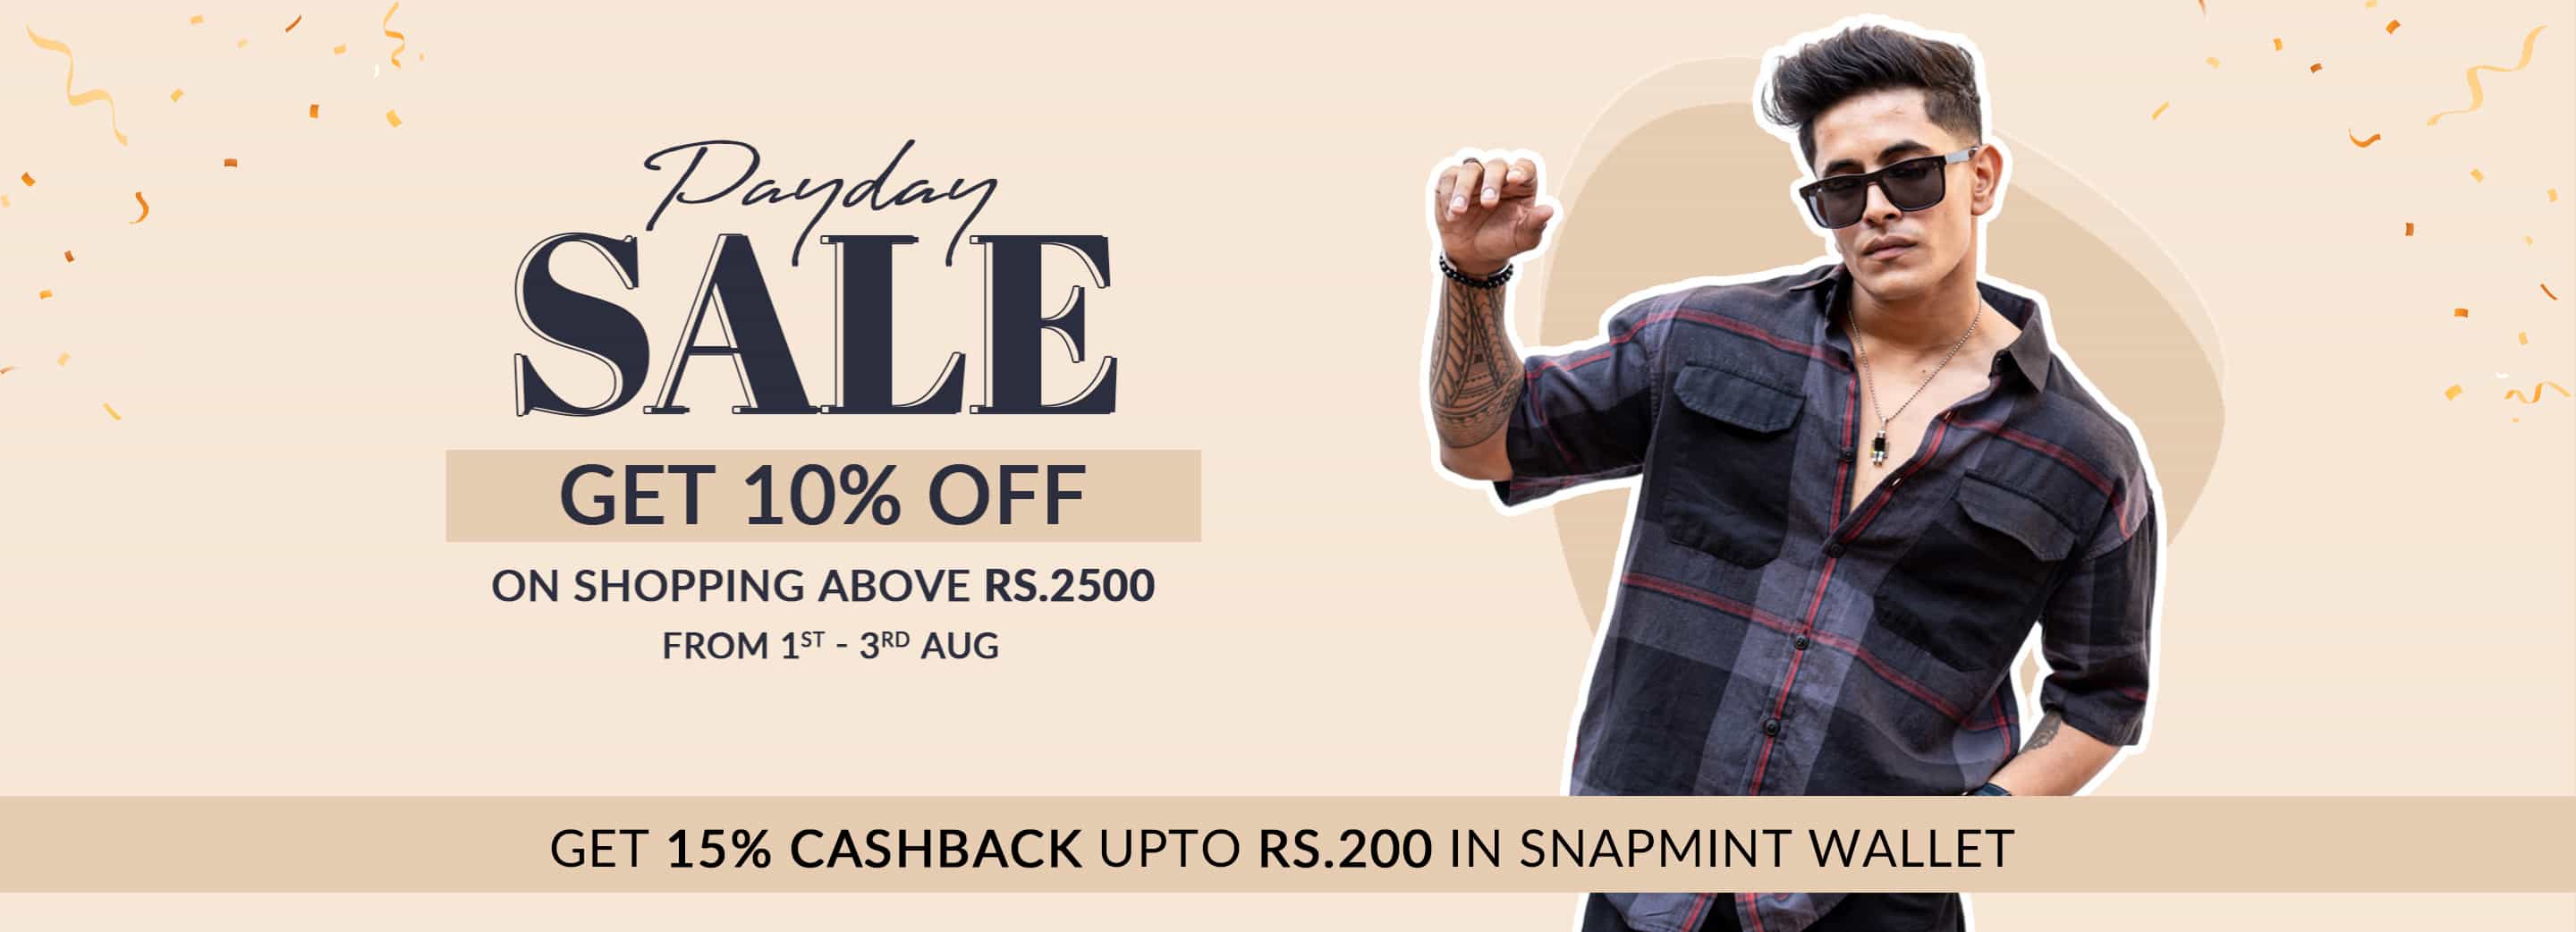 Payday
SALE
GET 10% OFF
ON SHOPPING ABOVE RS.2500
FROM 1ST - 3RD AUG
GET 15% CASHBACK UPTO RS.200 IN SNAPMINT WALLET